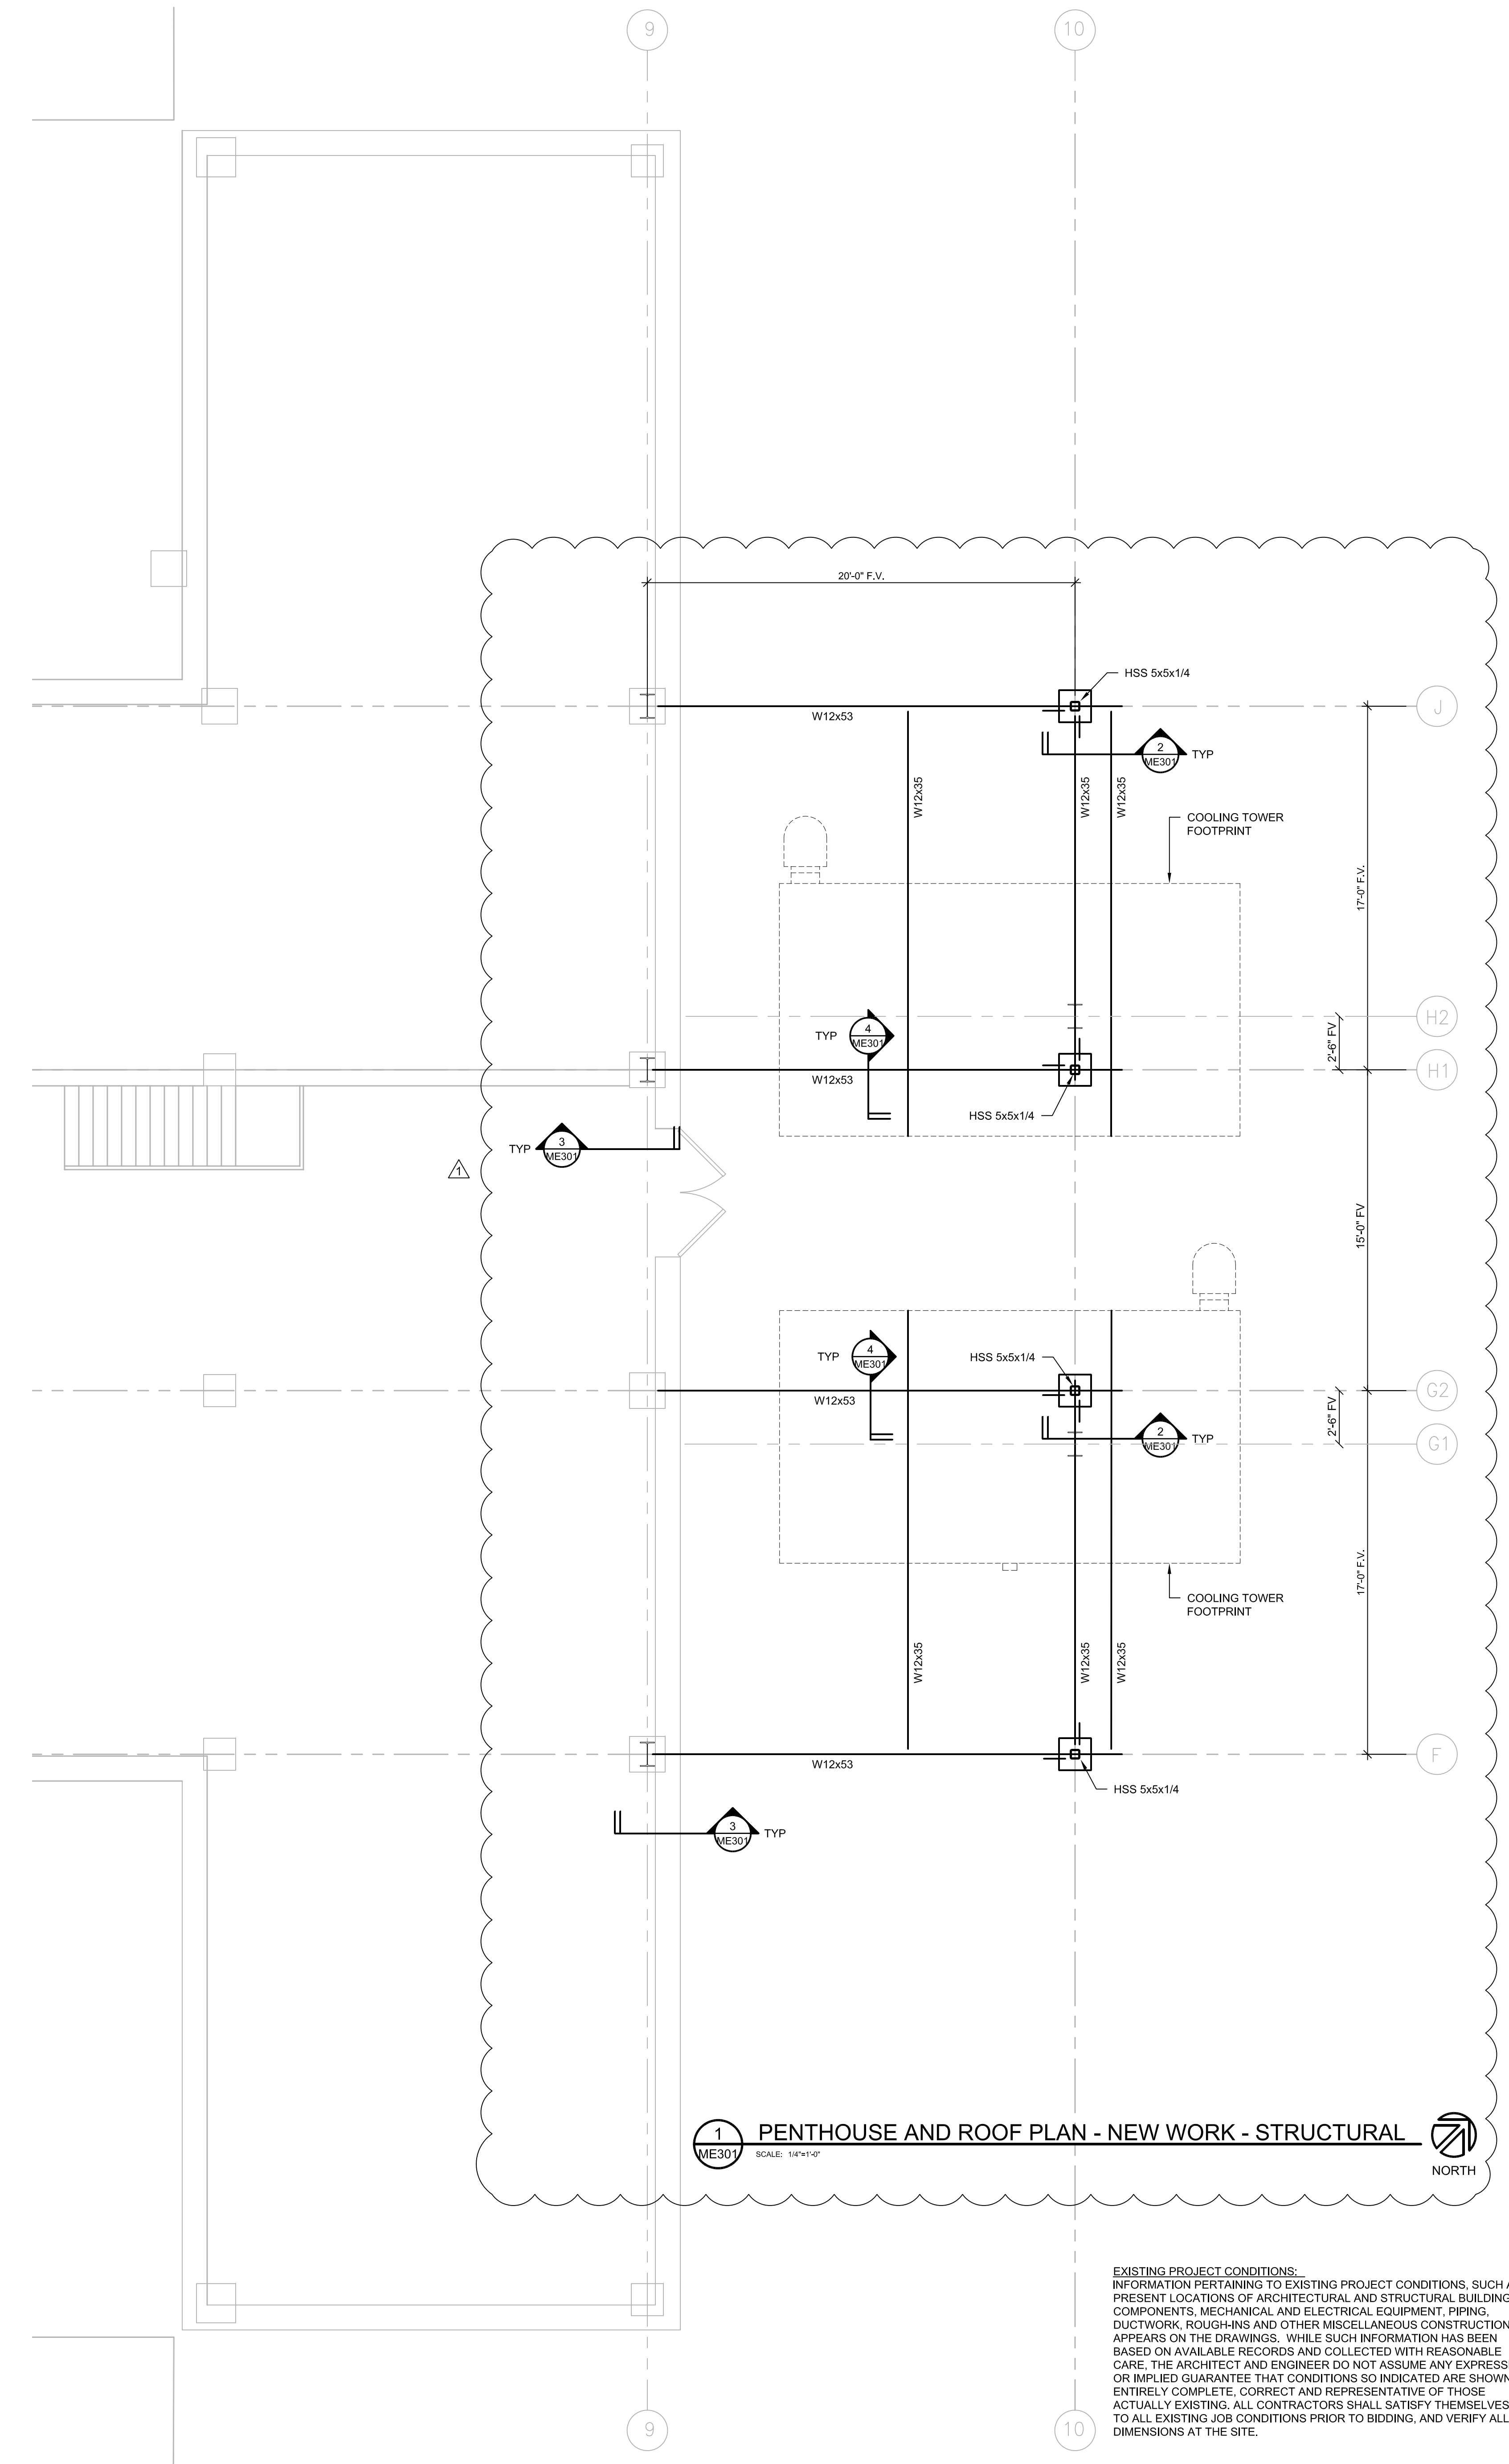 9
10
20'-0" F.V.
HSS 5x5x1/4
J
W12x53
2
ME301
TYP
W12x35
W12x35
W12x35
COOLING TOWER
FOOTPRINT
17'-0" F.V.
H2
TYP
4
ME301
2'-6" FV
H1
W12x53
HSS 5x5x1/4
TYP
3
ME301
1
15'-0" FV
TYP
4
ME301
HSS 5x5x1/4
G2
W12x53
2'-6" FV
2
ME301
TYP
G1
17'-0" F.V.
COOLING TOWER
FOOTPRINT
W12x35
W12x35
W12x35
F
W12x53
HSS 5x5x1/4
3
ME301
TYP
1
ME301
PENTHOUSE AND ROOF PLAN - NEW WORK - STRUCTURAL
SCALE: 1/4"=1'-0"
NORTH
EXISTING PROJECT CONDITIONS:
INFORMATION PERTAINING TO EXISTING PROJECT CONDITIONS, SUCH
PRESENT LOCATIONS OF ARCHITECTURAL AND STRUCTURAL BUILDING
COMPONENTS, MECHANICAL AND ELECTRICAL EQUIPMENT, PIPING,
DUCTWORK, ROUGH-INS AND OTHER MISCELLANEOUS CONSTRUCTION
APPEARS ON THE DRAWINGS. WHILE SUCH INFORMATION HAS BEEN
BASED ON AVAILABLE RECORDS AND COLLECTED WITH REASONABLE
CARE, THE ARCHITECT AND ENGINEER DO NOT ASSUME ANY EXPRESS
OR IMPLIED GUARANTEE THAT CONDITIONS SO INDICATED ARE SHOWN
ENTIRELY COMPLETE, CORRECT AND REPRESENTATIVE OF THOSE
ACTUALLY EXISTING. ALL CONTRACTORS SHALL SATISFY THEMSELVES
TO ALL EXISTING JOB CONDITIONS PRIOR TO BIDDING, AND VERIFY ALL
DIMENSIONS AT THE SITE.
9
10